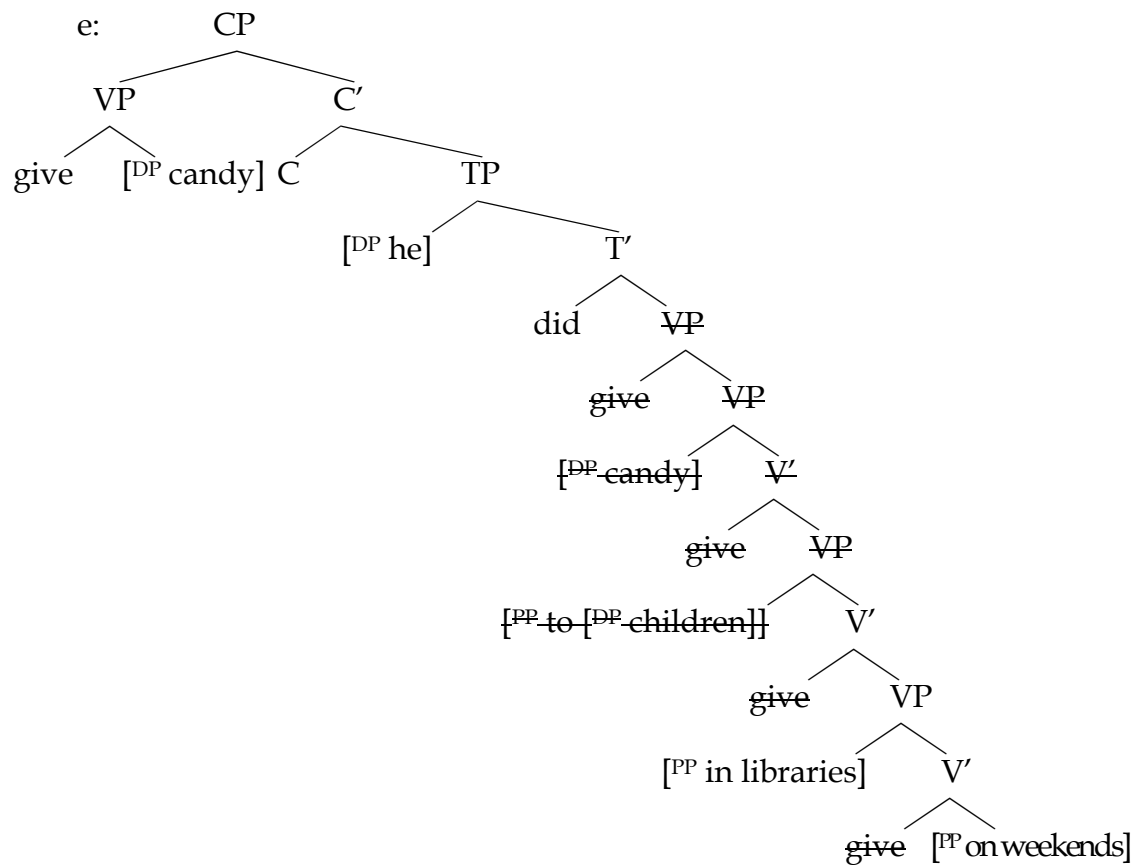 e: CP
VP C′
give [DP candy] C TP
[DP he] T′
did VP
give VP
[DP candy] V′
give VP
[PP to [DP children]] V′
give VP
[PP in libraries] V′
give [PP on weekends]